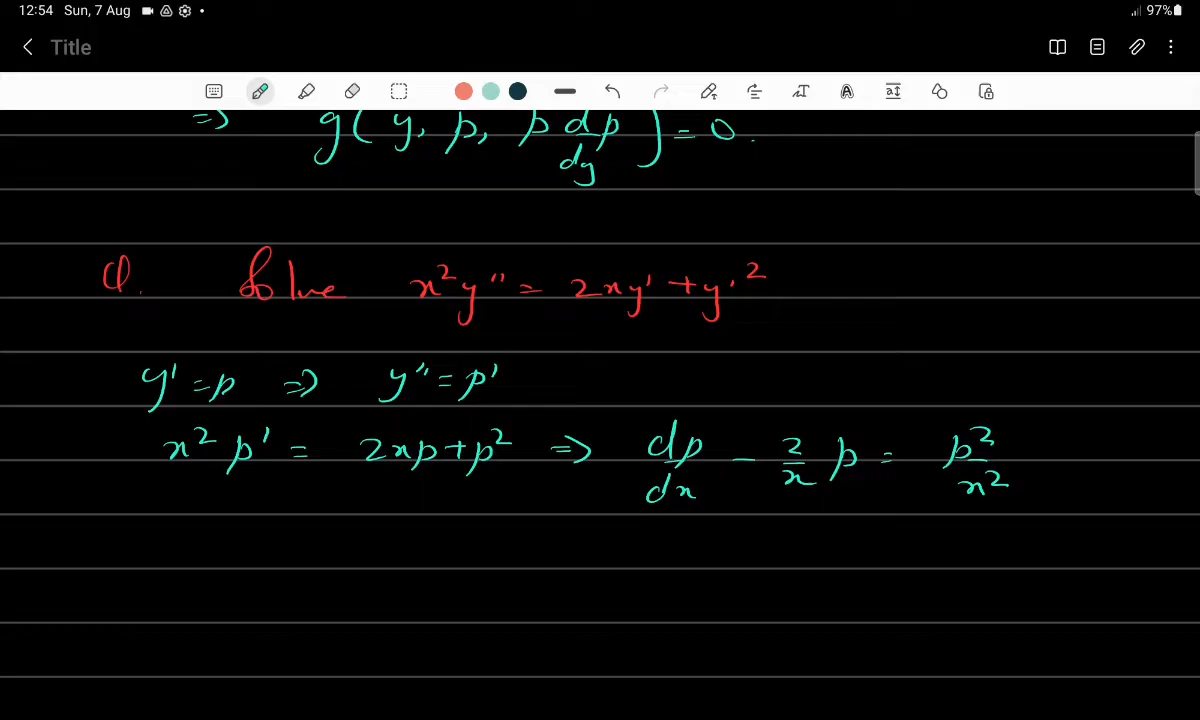 12:54 Sun, 7 Aug 97%
Title
=> g(y, p, p dp/dy) = 0.
Q. Solve x²y'' = 2xy' + y'²
y' = p => y'' = p'
x² p' = 2xp + p² => dp/dx - 2/x p = p²/x²